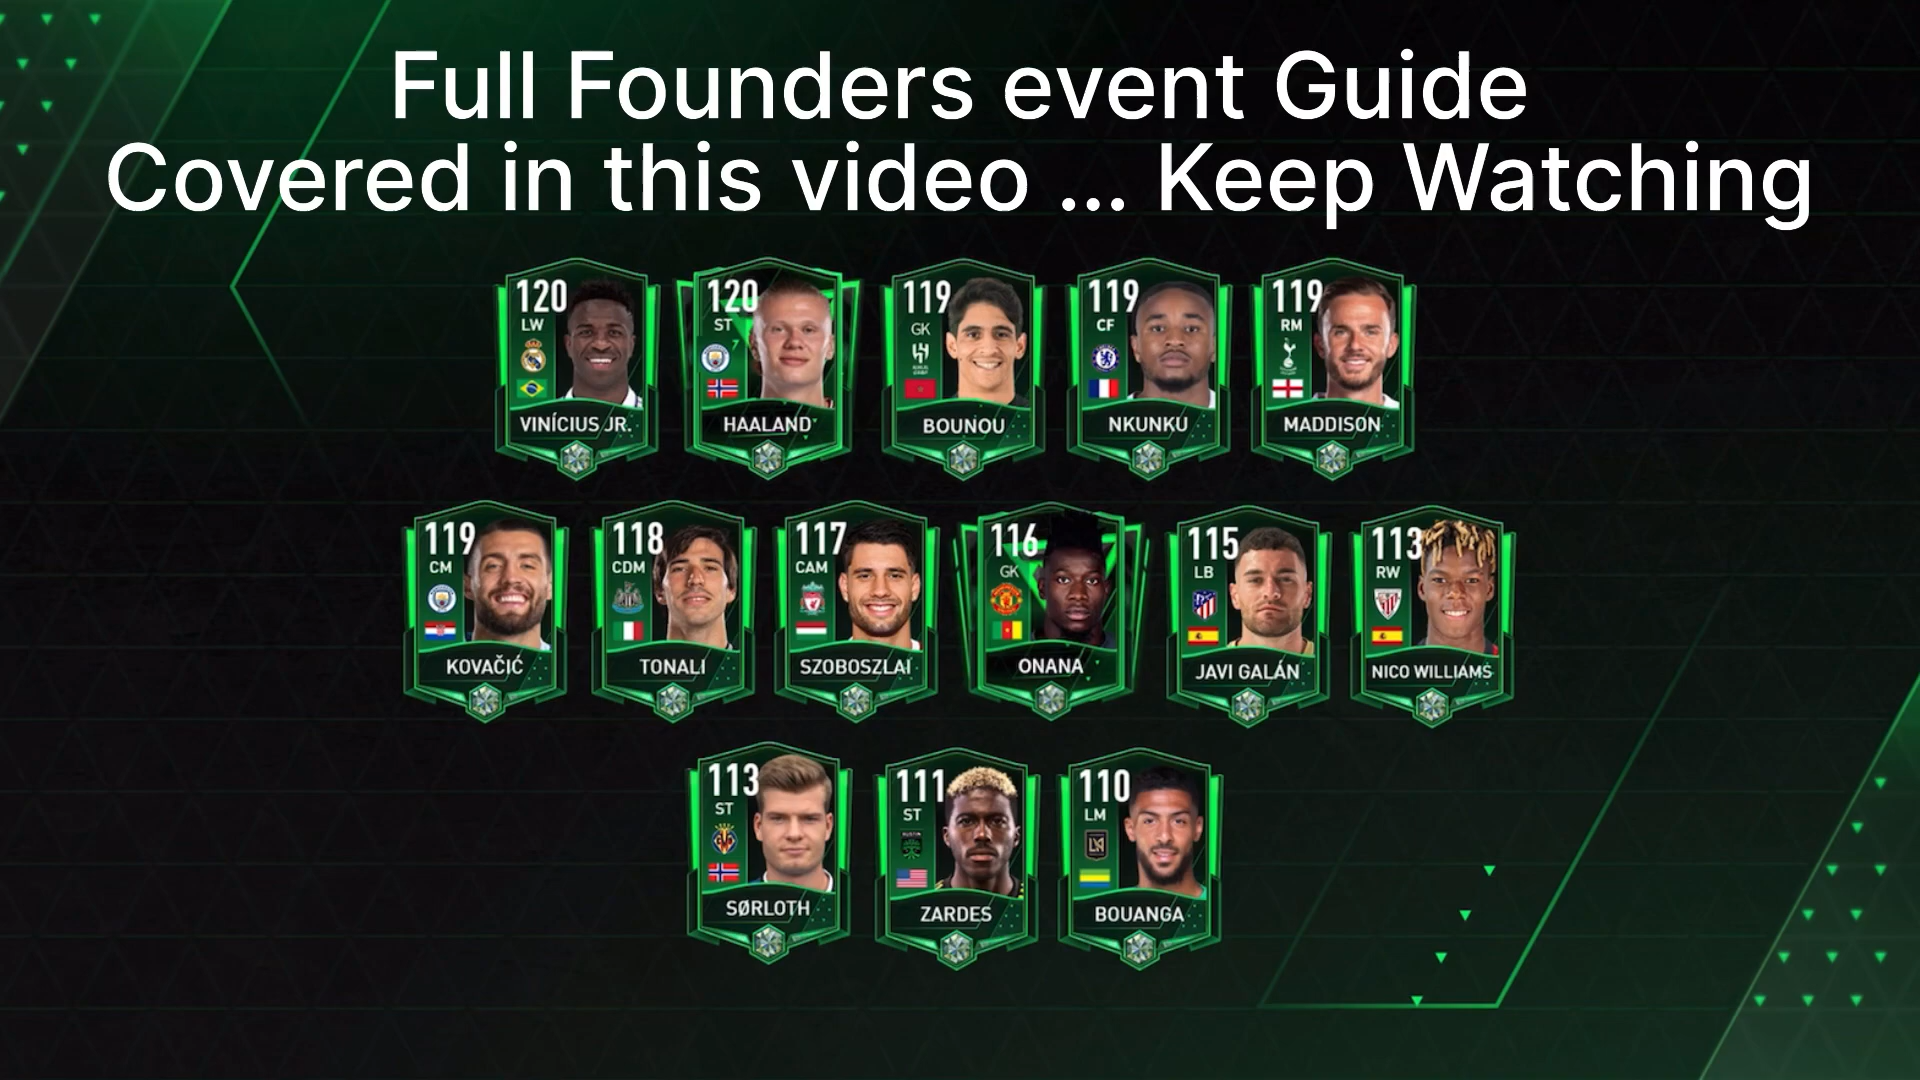 Full Founders event Guide
Covered in this video ... Keep Watching
120
LW
VINÍCIUS JR.
120
ST
7
HAALAND
119
GK
BOUNOU
119
CF
NKUNKU
119
RM
MADDISON
119
CM
KOVAČIĆ
118
CDM
TONALI
117
CAM
SZOBOSZLAI
116
GK
ONANA
115
LB
JAVI GALÁN
113
RW
NICO WILLIAMS
113
ST
SØRLOTH
111
ST
AUSTIN
ZARDES
110
LM
BOUANGA